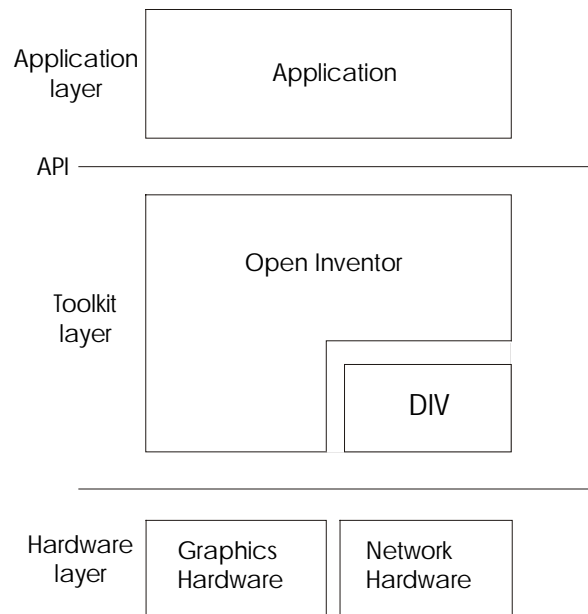 Application
layer
Application
API
Open Inventor
Toolkit
layer
DIV
Hardware
layer
Graphics
Hardware
Network
Hardware